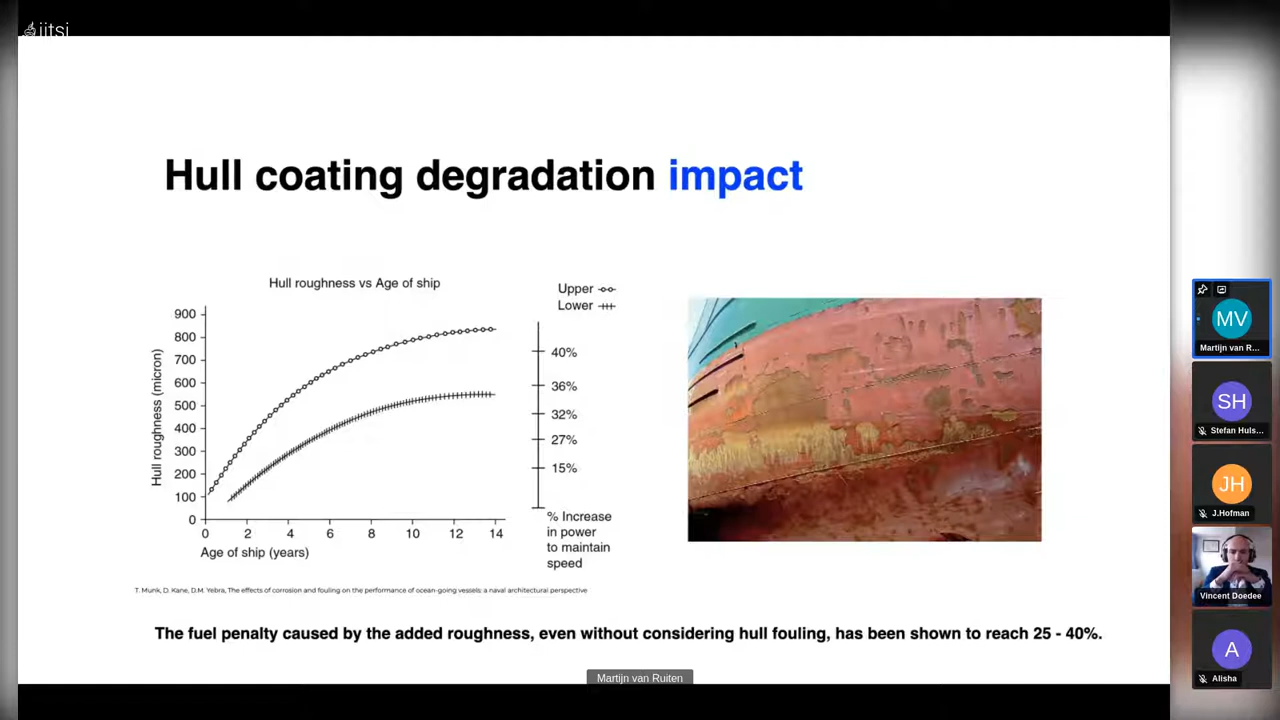 jitsi
Hull coating degradation impact
Hull roughness vs Age of ship
Upper
Lower
Hull roughness (micron)
900
800
700
600
500
400
300
200
100
0
0 2 4 6 8 10 12 14
Age of ship (years)
40%
36%
32%
27%
15%
% Increase
in power
to maintain
speed
T. Munk, D. Kane, D.M. Yebra, The effects of corrosion and fouling on the performance of ocean-going vessels: a naval architectural perspective
The fuel penalty caused by the added roughness, even without considering hull fouling, has been shown to reach 25 - 40%.
Martijn van Ruiten
MV
Martijn van R...
SH
Stefan Huls...
JH
J.Hofman
Vincent Doedee
A
Alisha